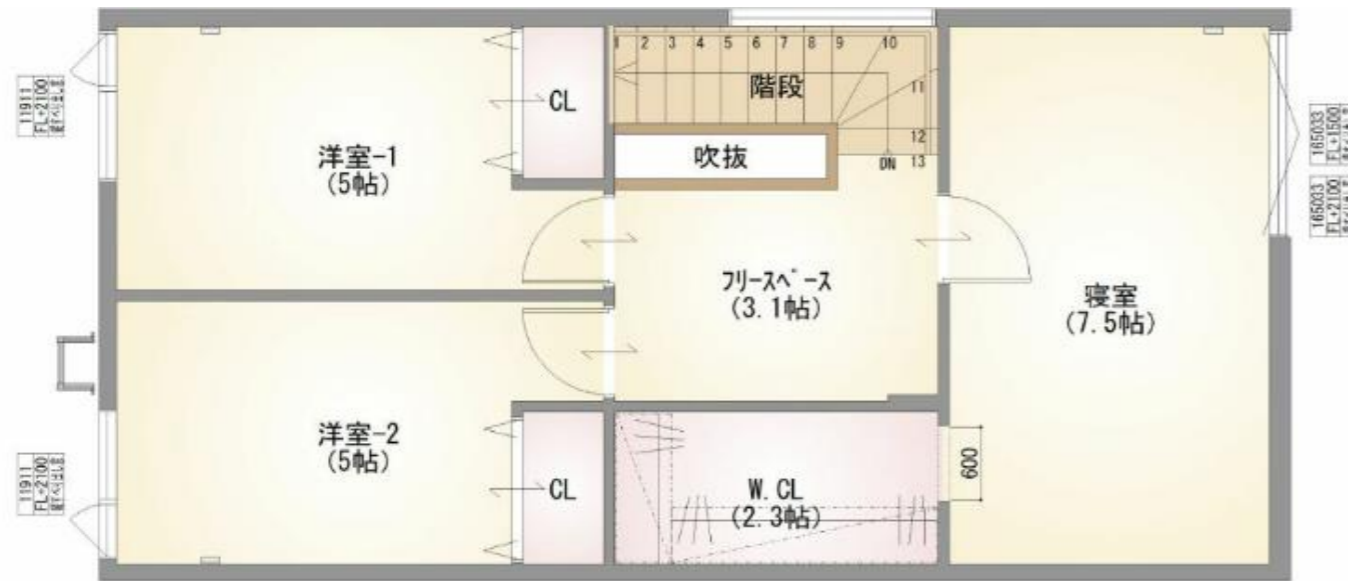 1 2 3 4 5 6 7 8 9 10
11
12
13
DN
階段
吹抜
CL
洋室-1
(5帖)
11911
FL+2100
フリースペース
(3.1帖)
寝室
(7.5帖)
165033
FL+1500
165033
FL+2100
洋室-2
(5帖)
CL
11911
FL+2100
W.CL
(2.3帖)
600